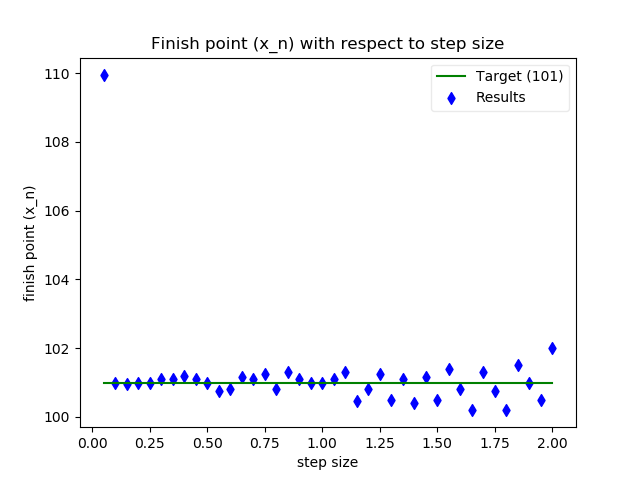 Finish point (x_n) with respect to step size
Target (101)
Results
finish point (x_n)
110
108
106
104
102
100
0.00 0.25 0.50 0.75 1.00 1.25 1.50 1.75 2.00
step size